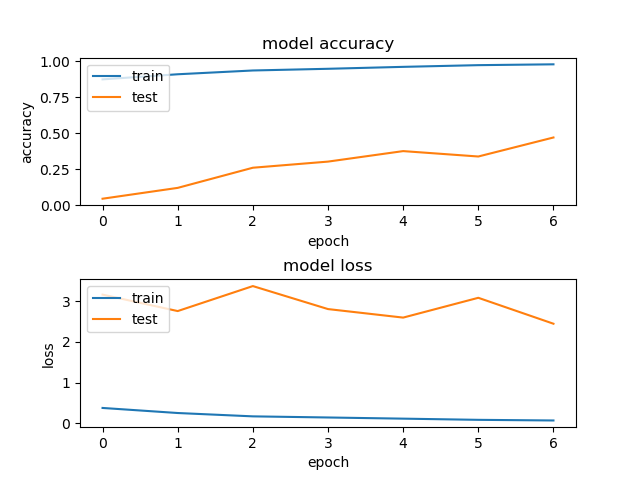 model accuracy
1.00
0.75
0.50
0.25
0.00
accuracy
train
test
0 1 2 3 4 5 6
epoch
model loss
3
2
1
0
loss
train
test
0 1 2 3 4 5 6
epoch